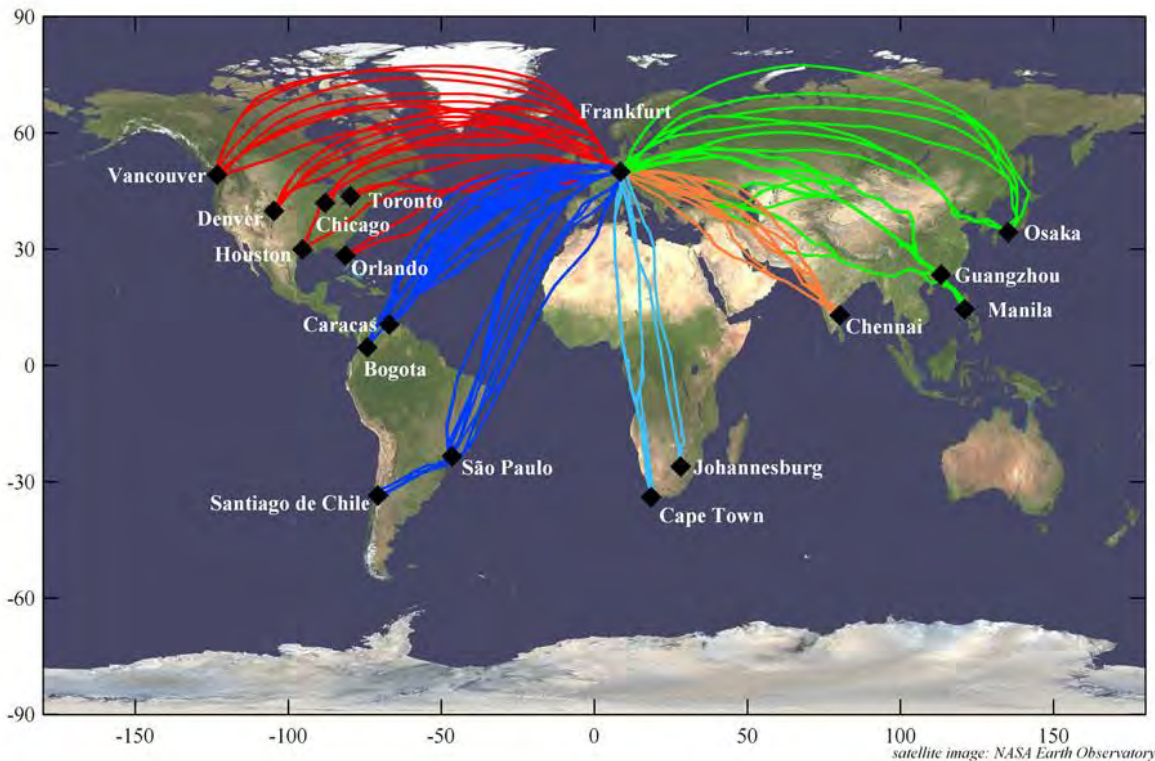 90
60
30
0
-30
-60
-90
-150
-100
-50
0
50
100
150
Frankfurt
Vancouver
Denver
Toronto
Chicago
Houston
Orlando
Osaka
Guangzhou
Manila
Caracas
Chennai
Bogota
São Paulo
Johannesburg
Santiago de Chile
Cape Town
satellite image: NASA Earth Observatory